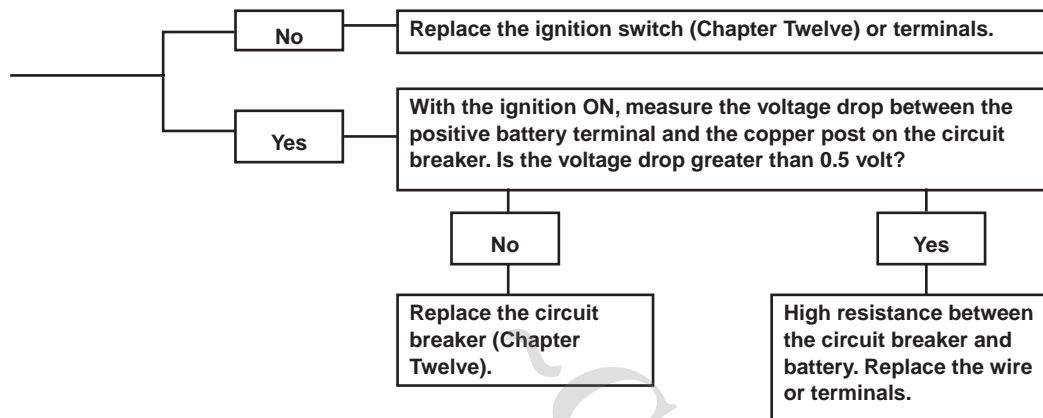 No
Replace the ignition switch (Chapter Twelve) or terminals.
Yes
With the ignition ON, measure the voltage drop between the
positive battery terminal and the copper post on the circuit
breaker. Is the voltage drop greater than 0.5 volt?
No
Yes
Replace the circuit
breaker (Chapter
Twelve).
High resistance between
the circuit breaker and
battery. Replace the wire
or terminals.